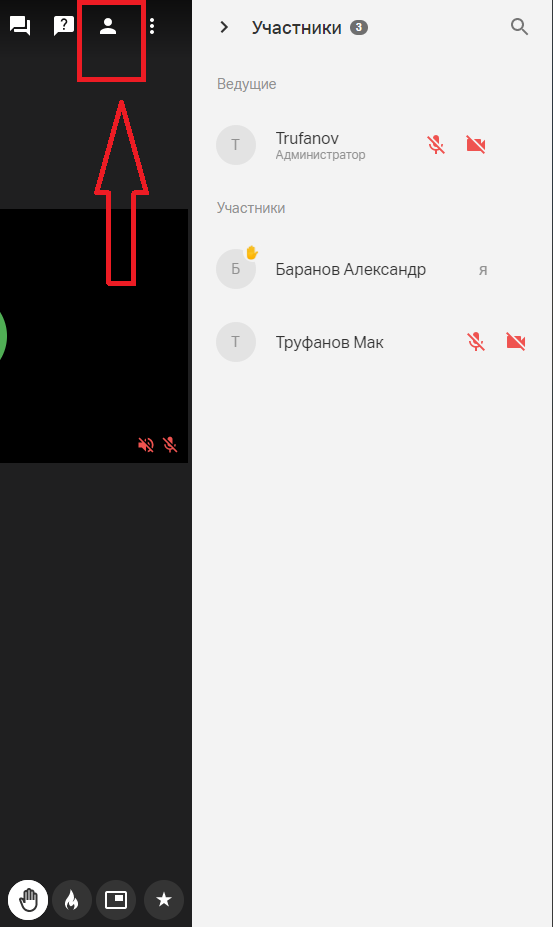 Участники 3
Ведущие
Т
Trufanov
Администратор
Участники
Б
Баранов Александр
Я
Т
Труфанов Мак